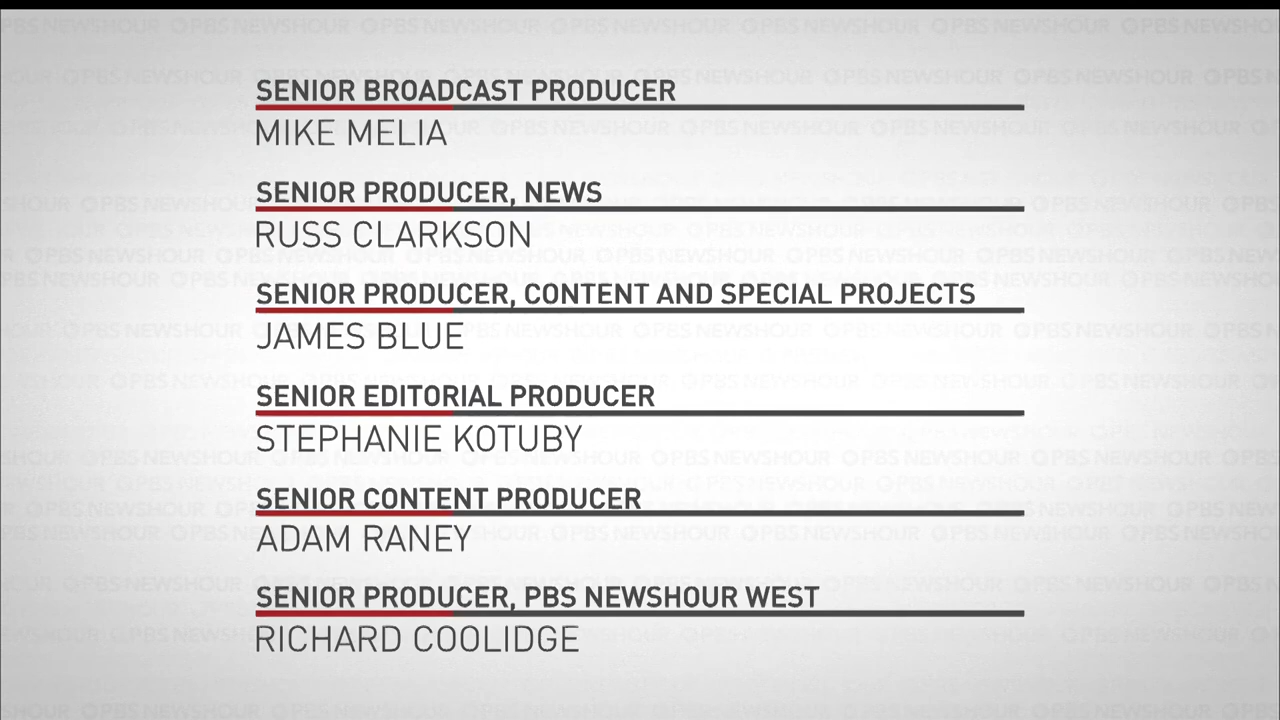 SENIOR BROADCAST PRODUCER
MIKE MELIA
SENIOR PRODUCER, NEWS
RUSS CLARKSON
SENIOR PRODUCER, CONTENT AND SPECIAL PROJECTS
JAMES BLUE
SENIOR EDITORIAL PRODUCER
STEPHANIE KOTUBY
SENIOR CONTENT PRODUCER
ADAM RANEY
SENIOR PRODUCER, PBS NEWSHOUR WEST
RICHARD COOLIDGE